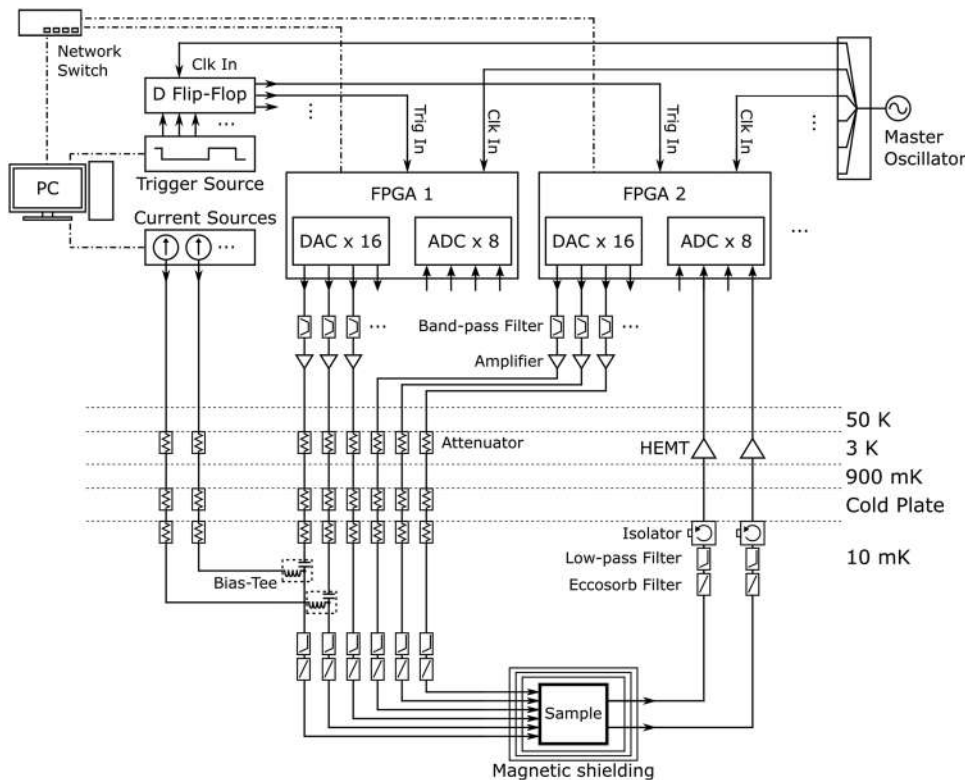 Network
Switch
Clk In
D Flip-Flop
...
...
Trig In
Clk In
Trig In
Clk In
...
Master
Oscillator
PC
Trigger Source
Current Sources
...
FPGA 1
DAC x 16
ADC x 8
FPGA 2
DAC x 16
ADC x 8
...
Band-pass Filter
...
...
Amplifier
50 K
Attenuator
HEMT
3 K
900 mK
Cold Plate
Isolator
Low-pass Filter
10 mK
Bias-Tee
Eccosorb Filter
Sample
Magnetic shielding